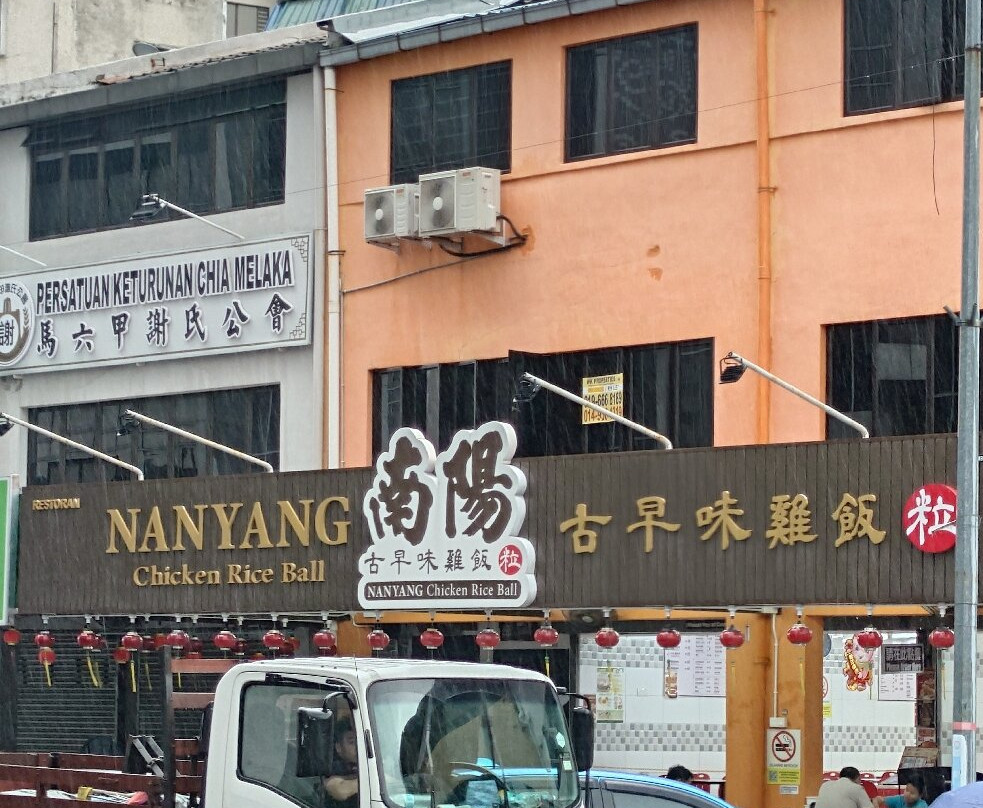 PERSATUAN KETURUNAN CHIA MELAKA
馬六甲謝氏公會
謝
RESTORAN
NANYANG
Chicken Rice Ball
南陽
古早味雞飯粒
NANYANG Chicken Rice Ball
古早味雞飯粒